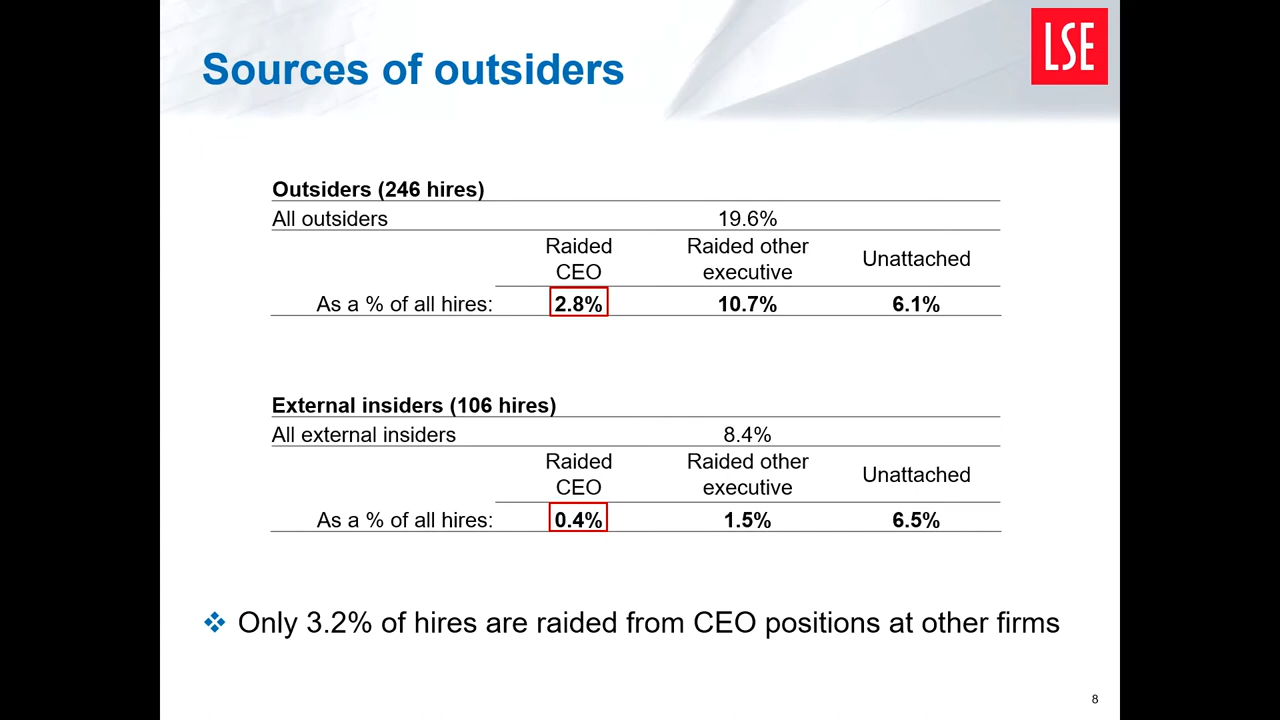 Sources of outsiders
LSE
Outsiders (246 hires)
All outsiders 19.6%
Raided CEO Raided other executive Unattached
As a % of all hires: 2.8% 10.7% 6.1%
External insiders (106 hires)
All external insiders 8.4%
Raided CEO Raided other executive Unattached
As a % of all hires: 0.4% 1.5% 6.5%
Only 3.2% of hires are raided from CEO positions at other firms
8